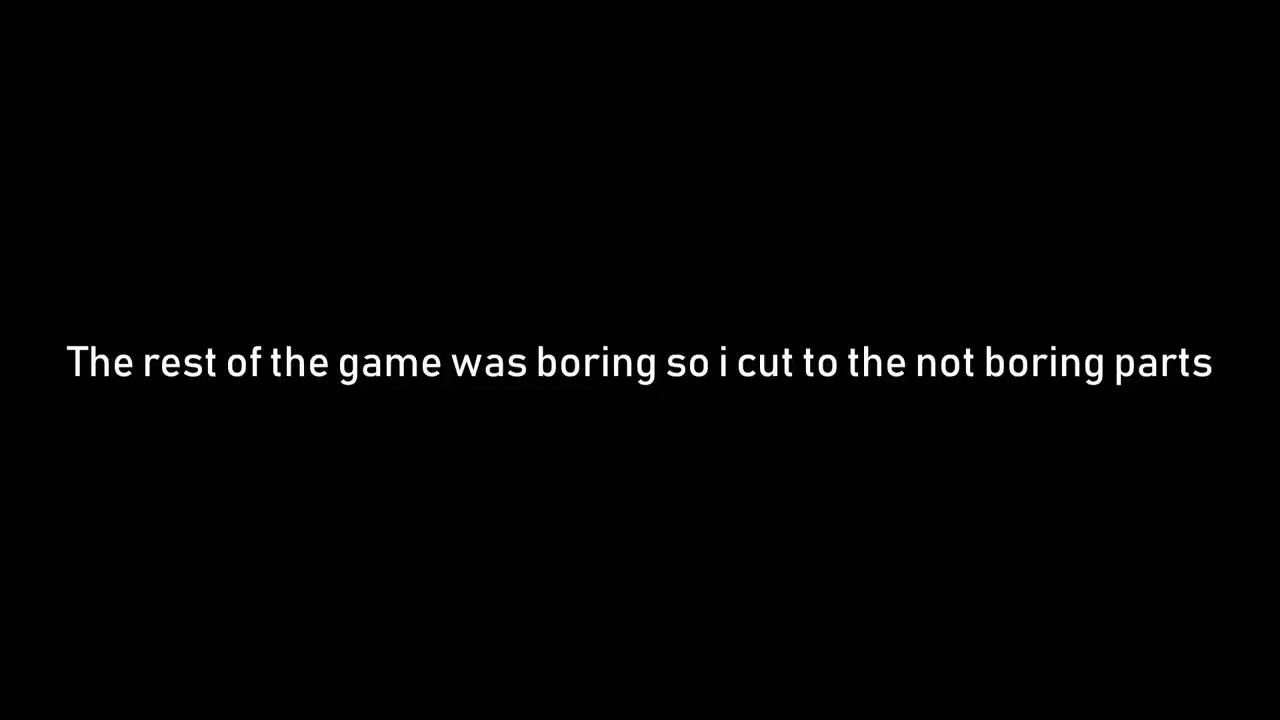 The rest of the game was boring so i cut to the not boring parts